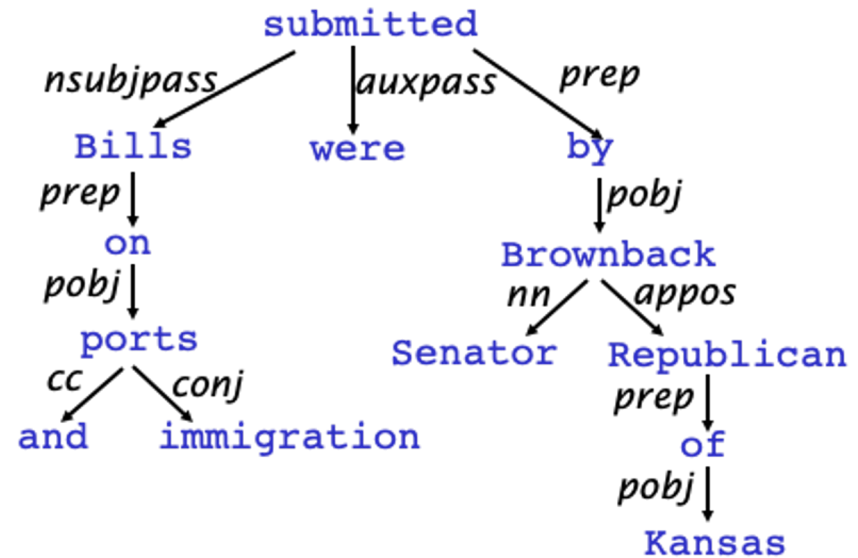 submitted
nsubjpass auxpass prep
Bills were by
prep pobj
on Brownback
pobj nn appos
ports Senator Republican
cc conj prep
and immigration of
pobj
Kansas